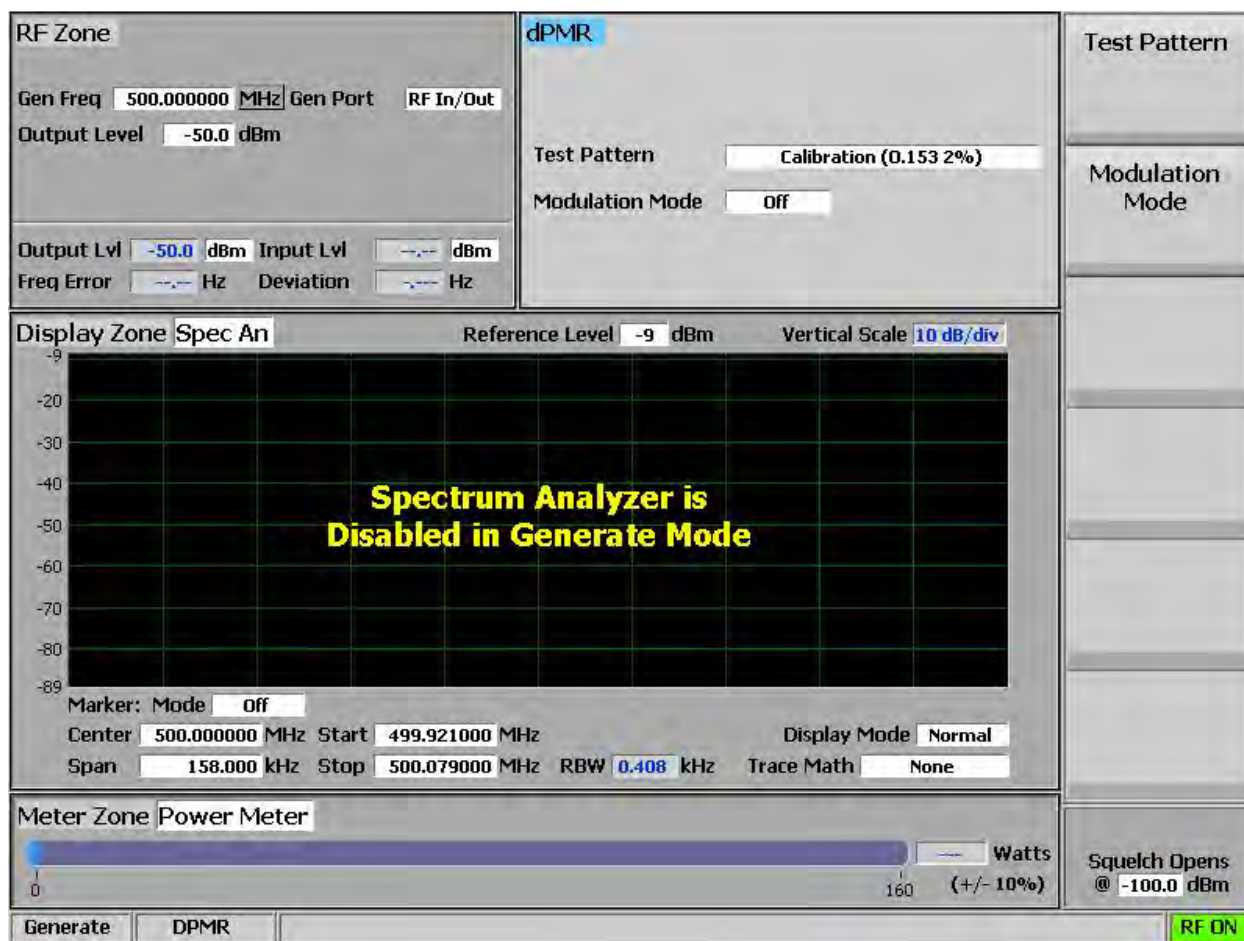 RF Zone
Gen Freq 500.000000 MHz Gen Port RF In/Out
Output Level -50.0 dBm
Output Lvl -50.0 dBm Input Lvl --.-- dBm
Freq Error --.-- Hz Deviation -.--- Hz
dPMR
Test Pattern Calibration (0.153 2%)
Modulation Mode Off
Test Pattern
Modulation
Mode
Display Zone Spec An Reference Level -9 dBm Vertical Scale 10 dB/div
-9
-20
-30
-40
-50
-60
-70
-80
-89
Spectrum Analyzer is
Disabled in Generate Mode
Marker: Mode Off
Center 500.000000 MHz Start 499.921000 MHz Display Mode Normal
Span 158.000 kHz Stop 500.079000 MHz RBW 0.408 kHz Trace Math None
Meter Zone Power Meter
---- Watts
0 160 (+/- 10%)
Squelch Opens
@ -100.0 dBm
Generate DPMR RF ON